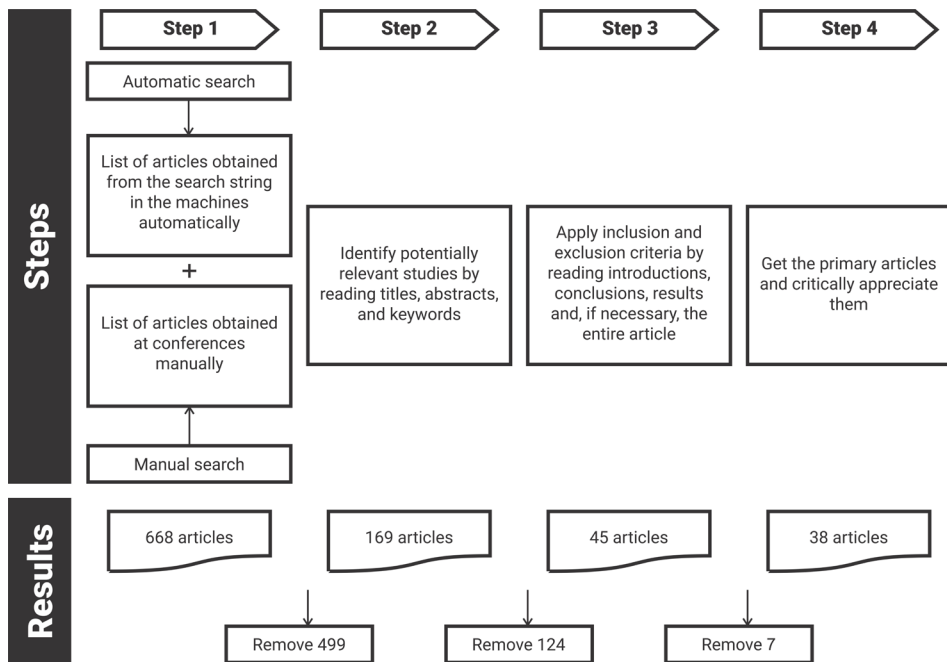 Steps
Step 1
Step 2
Step 3
Step 4
Automatic search
List of articles obtained
from the search string
in the machines
automatically
+
List of articles obtained
at conferences
manually
Manual search
Identify potentially
relevant studies by
reading titles, abstracts,
and keywords
Apply inclusion and
exclusion criteria by
reading introductions,
conclusions, results
and, if necessary, the
entire article
Get the primary articles
and critically appreciate
them
Results
668 articles
169 articles
45 articles
38 articles
Remove 499
Remove 124
Remove 7